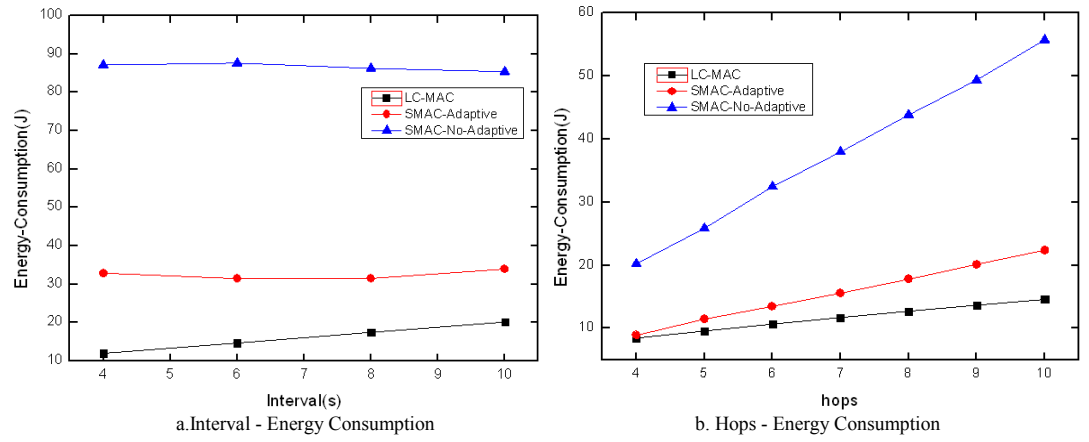 100
90
80
70
60
50
40
30
20
10
Energy-Consumption(J)
LC-MAC
SMAC-Adaptive
SMAC-No-Adaptive
4 5 6 7 8 9 10
Interval(s)
a.Interval - Energy Consumption
60
50
40
30
20
10
Energy-Consumption(J)
LC-MAC
SMAC-Adaptive
SMAC-No-Adaptive
4 5 6 7 8 9 10
hops
b. Hops - Energy Consumption